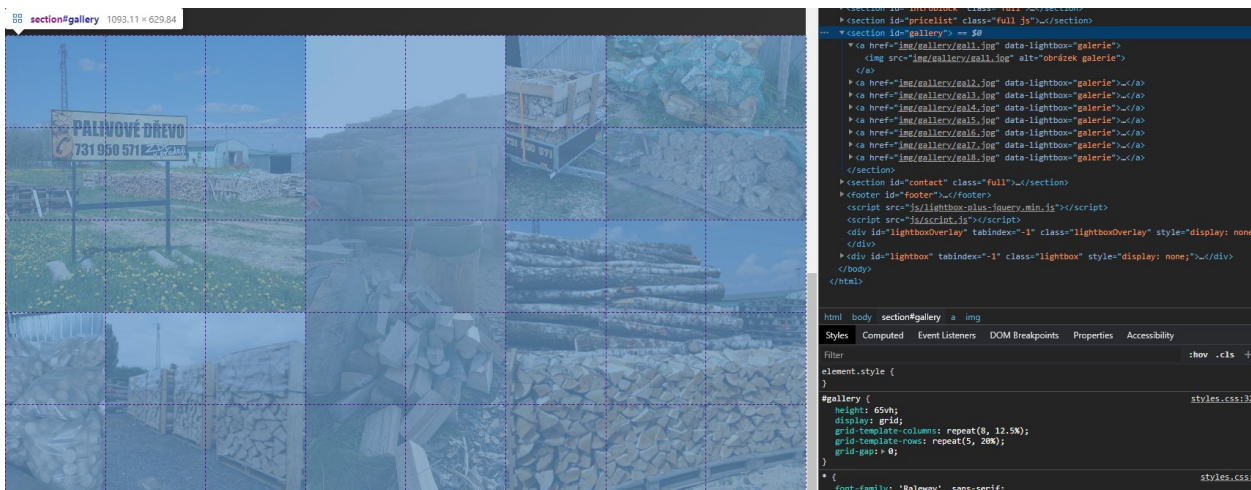 section#gallery 1093.11 × 629.84
PALIVOVÉ DŘEVO
731 950 571
<section id="introblock" class="full">…</section>
<section id="pricelist" class="full js">…</section>
<section id="gallery"> == $0
<a href="img/gallery/gal1.jpg" data-lightbox="galerie">
<img src="img/gallery/gal1.jpg" alt="obrázek galerie">
</a>
<a href="img/gallery/gal2.jpg" data-lightbox="galerie">…</a>
<a href="img/gallery/gal3.jpg" data-lightbox="galerie">…</a>
<a href="img/gallery/gal4.jpg" data-lightbox="galerie">…</a>
<a href="img/gallery/gal5.jpg" data-lightbox="galerie">…</a>
<a href="img/gallery/gal6.jpg" data-lightbox="galerie">…</a>
<a href="img/gallery/gal7.jpg" data-lightbox="galerie">…</a>
<a href="img/gallery/gal8.jpg" data-lightbox="galerie">…</a>
</section>
<section id="contact" class="full">…</section>
<footer id="footer">…</footer>
<script src="js/lightbox-plus-jquery.min.js"></script>
<script src="js/script.js"></script>
<div id="lightboxOverlay" tabindex="-1" class="lightboxOverlay" style="display: none
</div>
<div id="lightbox" tabindex="-1" class="lightbox" style="display: none;">…</div>
</body>
</html>
html body section#gallery a img
Styles Computed Event Listeners DOM Breakpoints Properties Accessibility
Filter :hov .cls +
element.style {
}
#gallery { styles.css:32
height: 65vh;
display: grid;
grid-template-columns: repeat(8, 12.5%);
grid-template-rows: repeat(5, 20%);
grid-gap: 0;
}
* { styles.css
font-family: 'Raleway', sans-serif;